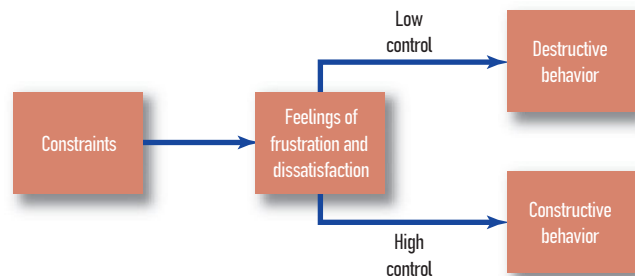 Low
control
Destructive
behavior
Constraints
Feelings of
frustration and
dissatisfaction
High
control
Constructive
behavior